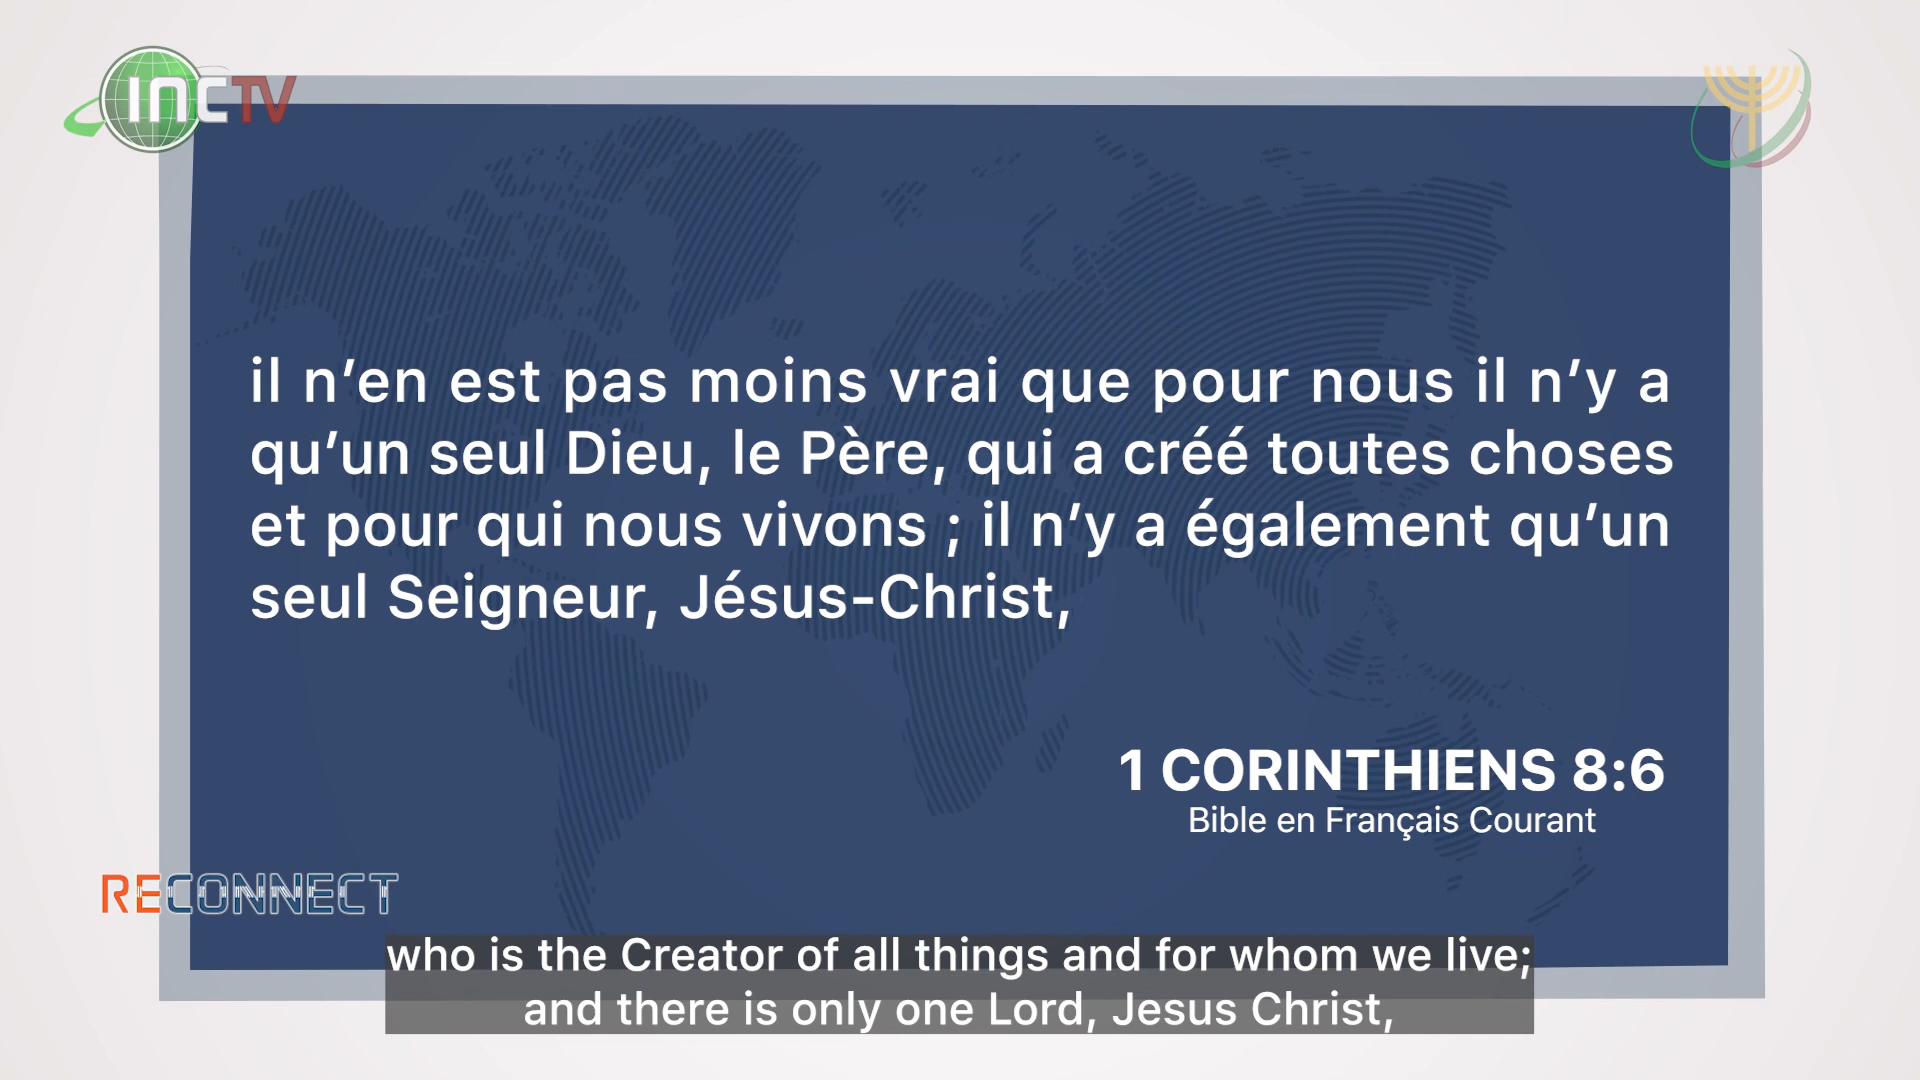 INCTV
il n’en est pas moins vrai que pour nous il n’y a
qu’un seul Dieu, le Père, qui a créé toutes choses
et pour qui nous vivons ; il n’y a également qu’un
seul Seigneur, Jésus-Christ,
1 CORINTHIENS 8:6
Bible en Français Courant
RECONNECT
who is the Creator of all things and for whom we live;
and there is only one Lord, Jesus Christ,